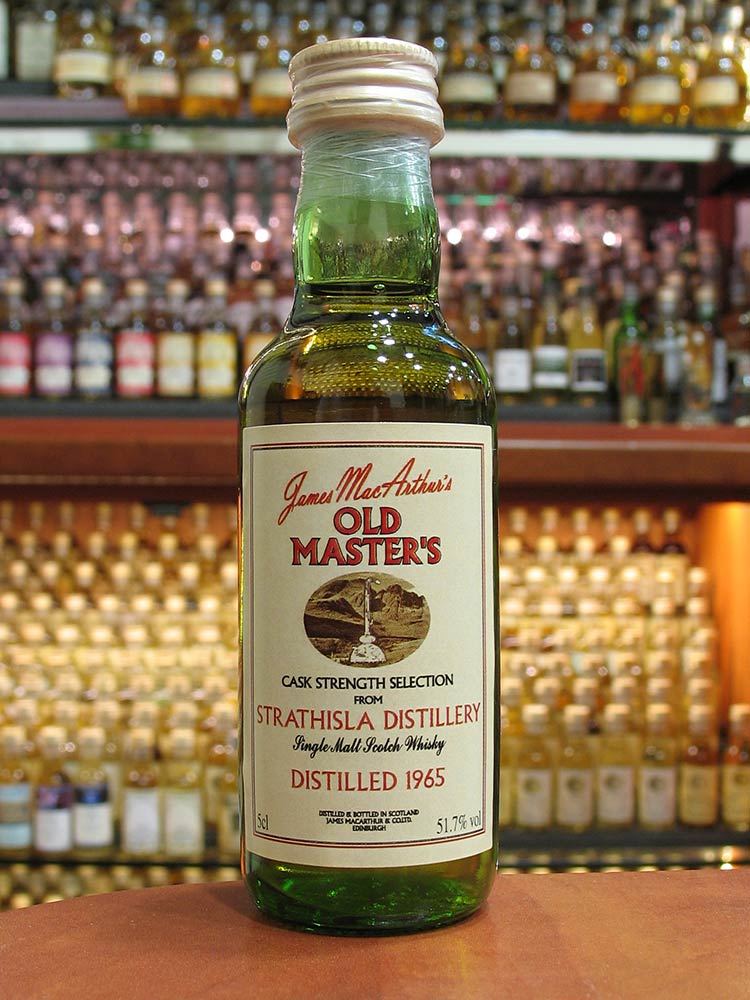 James MacArthur's
OLD
MASTER'S
CASK STRENGTH SELECTION
FROM
STRATHISLA DISTILLERY
Single Malt Scotch Whisky
DISTILLED 1965
DISTILLED & BOTTLED IN SCOTLAND
JAMES MACARTHUR & CO.LTD.
EDINBURGH
5cl
51.7% vol